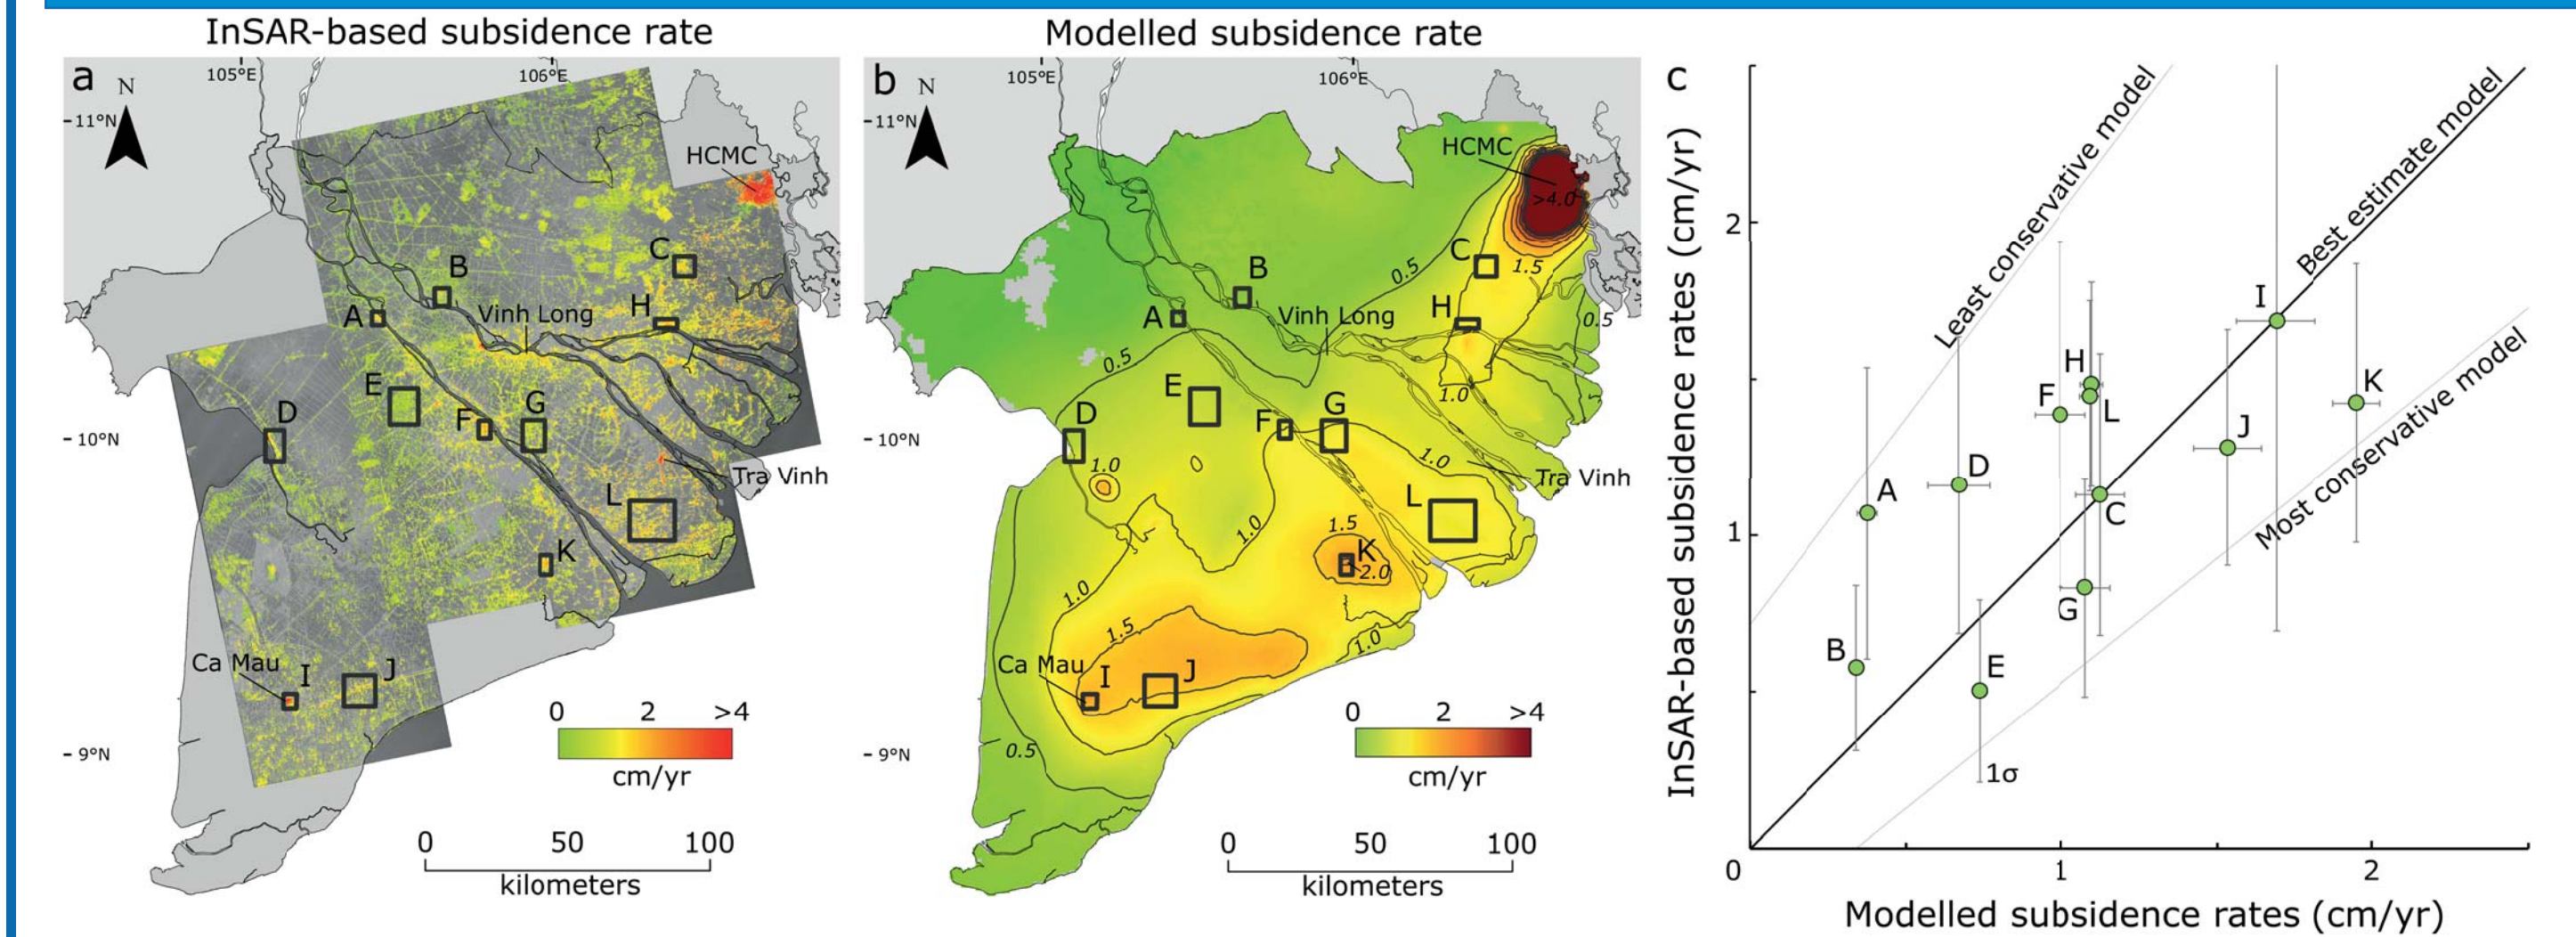 InSAR-based subsidence rate
a
N
105°E
106°E
11°N
10°N
9°N
HCMC
C
B
A
Vinh Long
H
E
D
F
G
Tra Vinh
L
K
Ca Mau
I
J
0 2 >4
cm/yr
0 50 100
kilometers
Modelled subsidence rate
b
N
105°E
106°E
11°N
10°N
9°N
HCMC
>4.0
C
1.5
B
0.5
A
Vinh Long
H
0.5
0.5
E
1.0
D
F
G
1.0
1.0
Tra Vinh
L
1.0
1.5
K
2.0
1.0
1.5
1.0
Ca Mau
I
J
0.5
0 2 >4
cm/yr
0 50 100
kilometers
c
InSAR-based subsidence rates (cm/yr)
2
1
0
1
2
Modelled subsidence rates (cm/yr)
Least conservative model
Best estimate model
Most conservative model
I
H
F
L
K
J
A
D
C
G
B
E
1σ